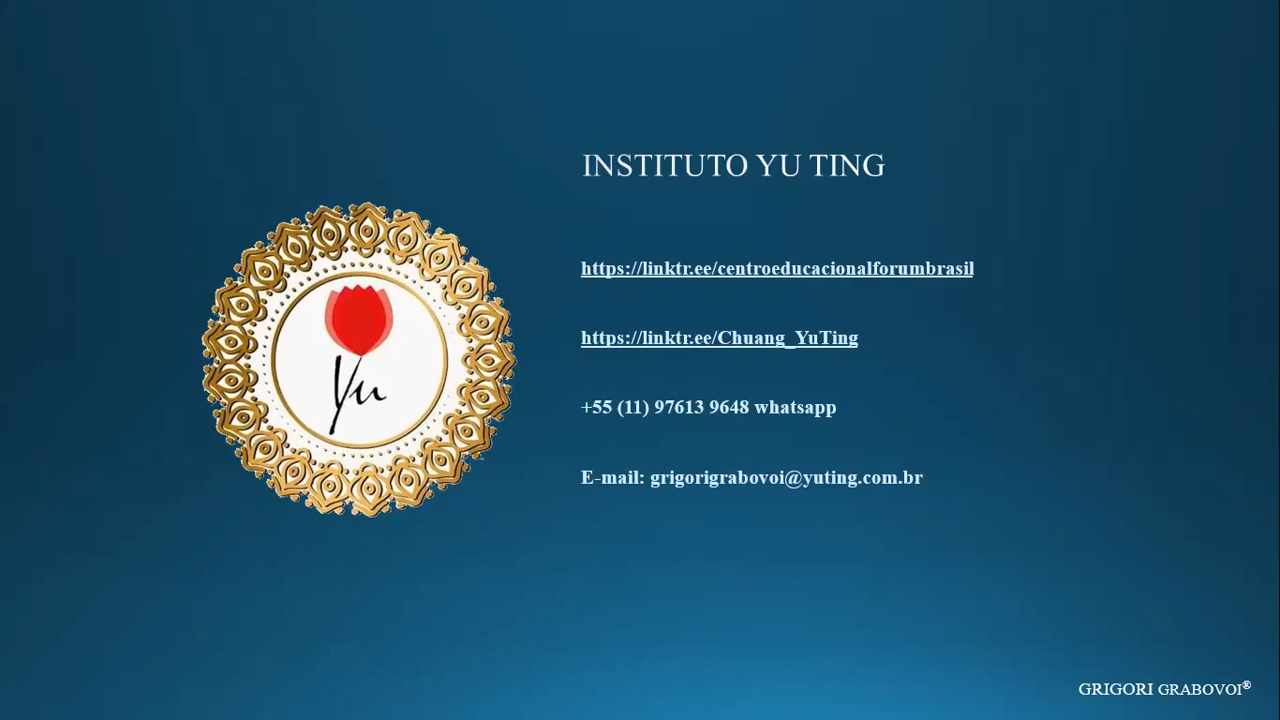 INSTITUTO YU TING
https://linktr.ee/centroeducacionalforumbrasil
https://linktr.ee/Chuang_YuTing
Yu
+55 (11) 97613 9648 whatsapp
E-mail: grigorigrabovoi@yuting.com.br
GRIGORI GRABOVOI®